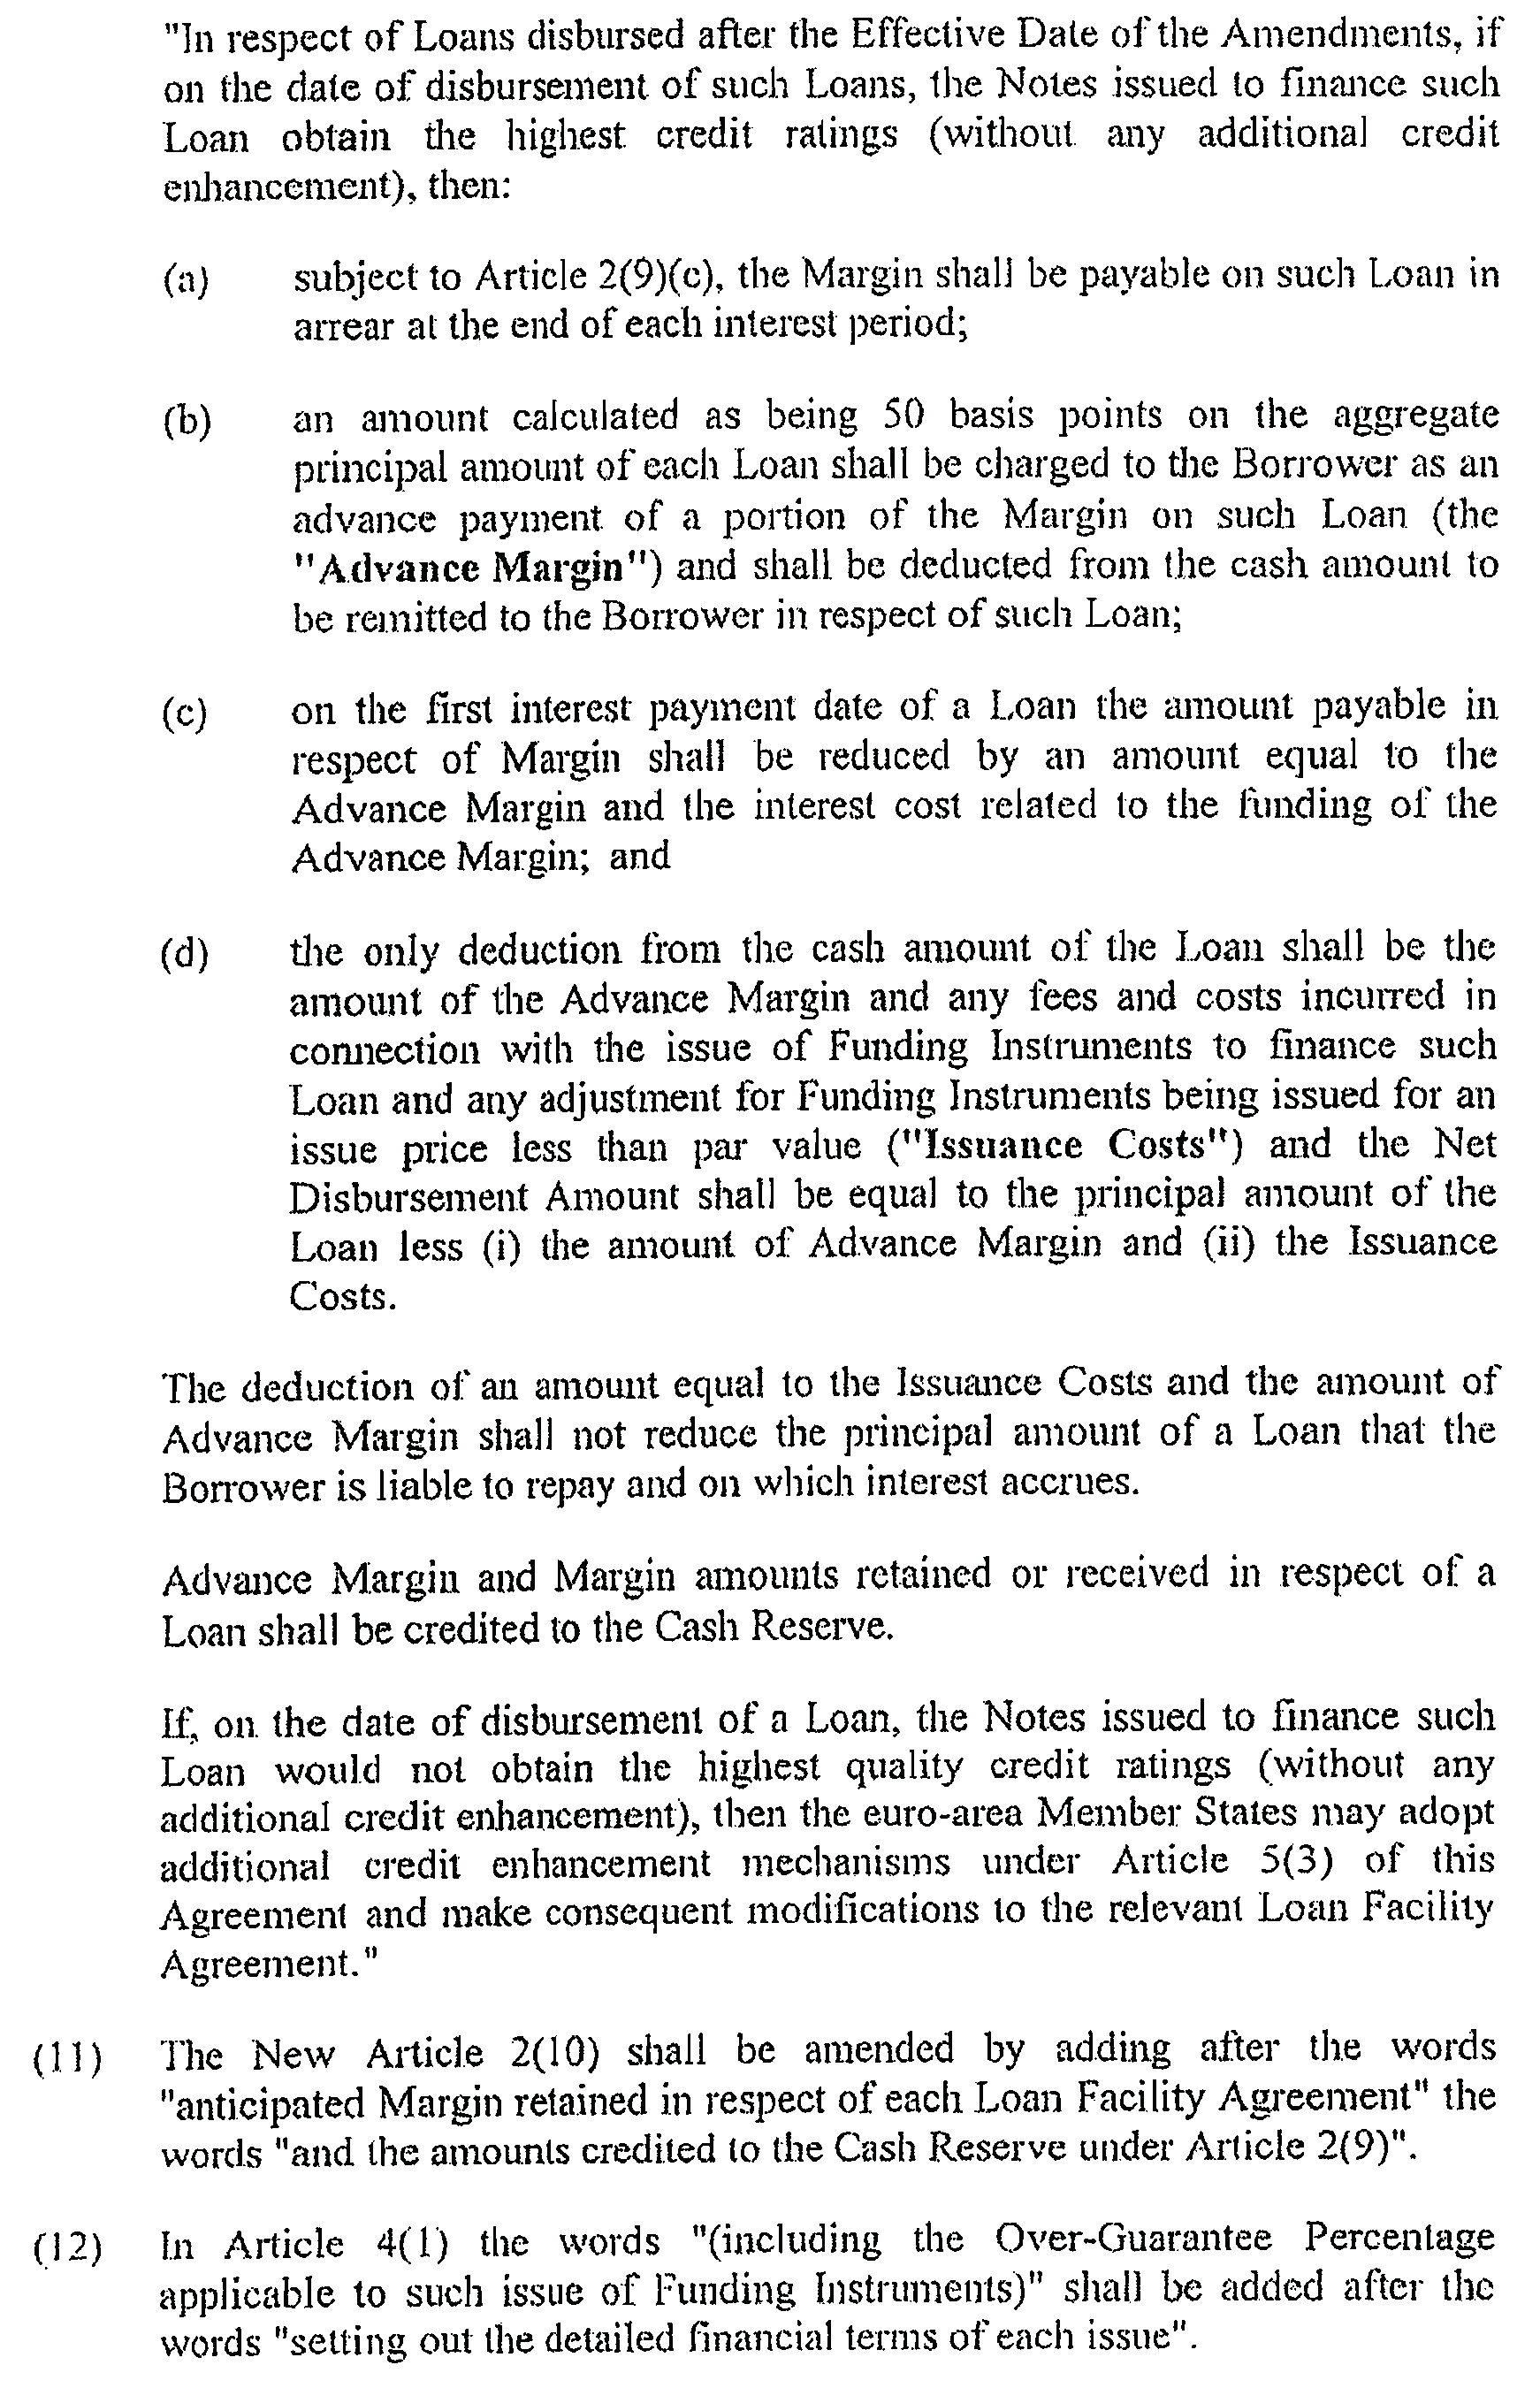 "In respect of Loans disbursed after the Effective Date of the Amendments, if
on the date of disbursement of such Loans, the Notes issued to finance such
Loan obtain the highest credit ratings (without any additional credit
enhancement), then:
(a) subject to Article 2(9)(c), the Margin shall be payable on such Loan in
arrear at the end of each interest period;
(b) an amount calculated as being 50 basis points on the aggregate
principal amount of each Loan shall be charged to the Borrower as an
advance payment of a portion of the Margin on such Loan (the
"Advance Margin") and shall be deducted from the cash amount to
be remitted to the Borrower in respect of such Loan;
(c) on the first interest payment date of a Loan the amount payable in
respect of Margin shall be reduced by an amount equal to the
Advance Margin and the interest cost related to the funding of the
Advance Margin; and
(d) the only deduction from the cash amount of the Loan shall be the
amount of the Advance Margin and any fees and costs incurred in
connection with the issue of Funding Instruments to finance such
Loan and any adjustment for Funding Instruments being issued for an
issue price less than par value ("Issuance Costs") and the Net
Disbursement Amount shall be equal to the principal amount of the
Loan less (i) the amount of Advance Margin and (ii) the Issuance
Costs.
The deduction of an amount equal to the Issuance Costs and the amount of
Advance Margin shall not reduce the principal amount of a Loan that the
Borrower is liable to repay and on which interest accrues.
Advance Margin and Margin amounts retained or received in respect of a
Loan shall be credited to the Cash Reserve.
If, on the date of disbursement of a Loan, the Notes issued to finance such
Loan would not obtain the highest quality credit ratings (without any
additional credit enhancement), then the euro-area Member States may adopt
additional credit enhancement mechanisms under Article 5(3) of this
Agreement and make consequent modifications to the relevant Loan Facility
Agreement."
(11) The New Article 2(10) shall be amended by adding after the words
"anticipated Margin retained in respect of each Loan Facility Agreement" the
words "and the amounts credited to the Cash Reserve under Article 2(9)".
(12) In Article 4(1) the words "(including the Over-Guarantee Percentage
applicable to such issue of Funding Instruments)" shall be added after the
words "setting out the detailed financial terms of each issue".